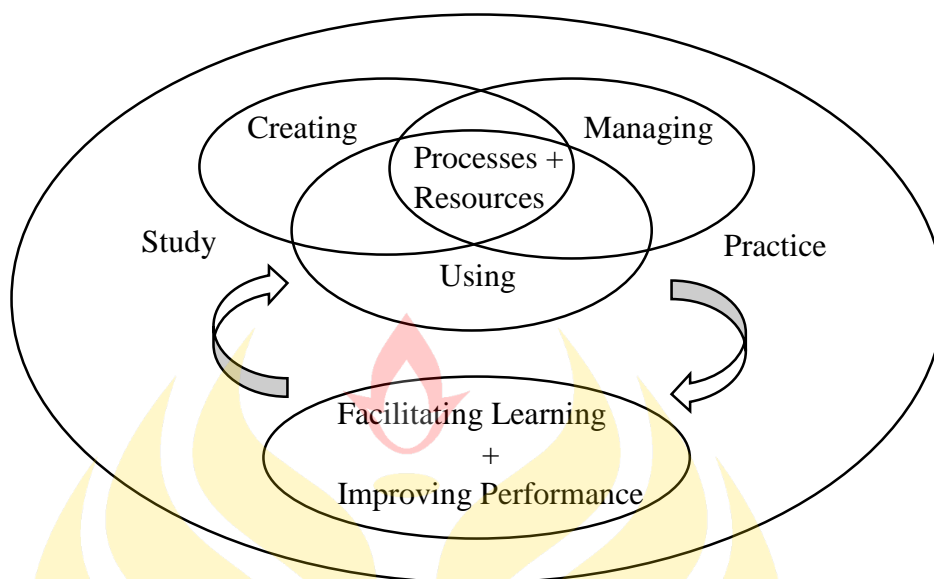 Creating
Managing
Processes +
Resources
Study
Practice
Using
Facilitating Learning
+
Improving Performance